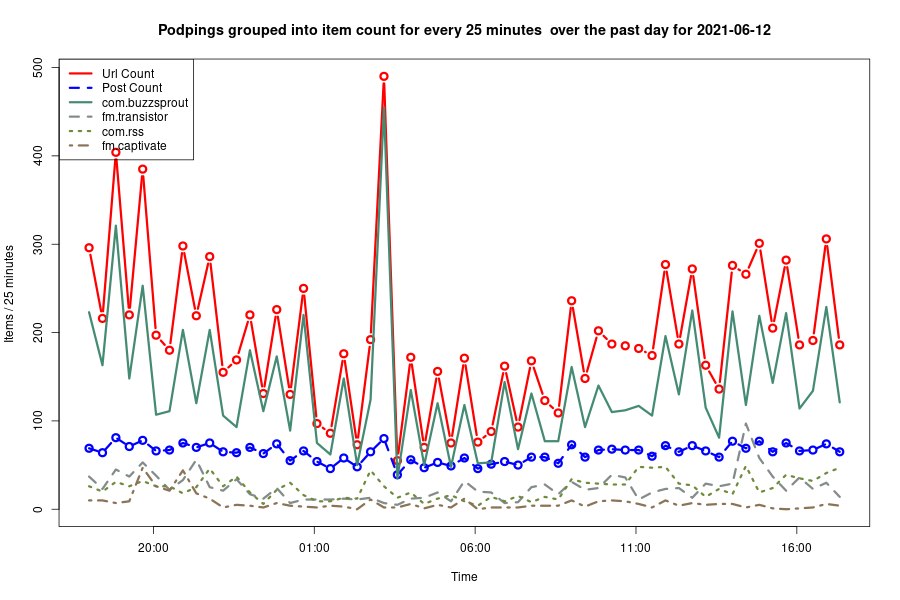 Podpings grouped into item count for every 25 minutes  over the past day for 2021-06-12
Url Count
Post Count
com.buzzsprout
fm.transistor
com.rss
fm.captivate
Items / 25 minutes
500
400
300
200
100
0
20:00
01:00
06:00
11:00
16:00
Time